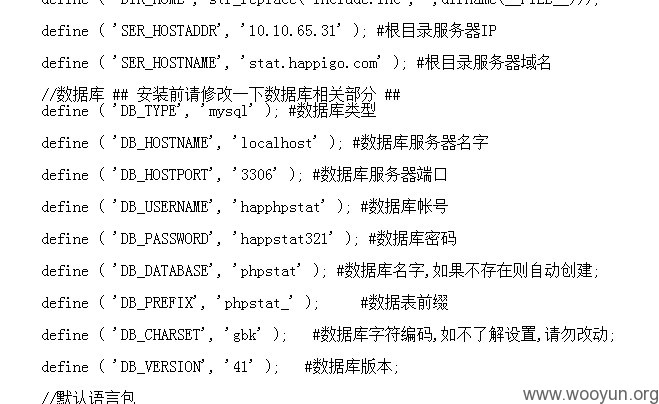 define ( 'DIR_HOME', str_replace( include.inc , ,dirname(__FILE__)));
define ( 'SER_HOSTADDR', '10.10.65.31' ); #根目录服务器IP
define ( 'SER_HOSTNAME', 'stat.happigo.com' ); #根目录服务器域名
//数据库 ## 安装前请修改一下数据库相关部分 ##
define ( 'DB_TYPE', 'mysql' ); #数据库类型
define ( 'DB_HOSTNAME', 'localhost' ); #数据库服务器名字
define ( 'DB_HOSTPORT', '3306' ); #数据库服务器端口
define ( 'DB_USERNAME', 'happhpstat' ); #数据库帐号
define ( 'DB_PASSWORD', 'happstat321' ); #数据库密码
define ( 'DB_DATABASE', 'phpstat' ); #数据库名字,如果不存在则自动创建;
define ( 'DB_PREFIX', 'phpstat_' ); #数据表前缀
define ( 'DB_CHARSET', 'gbk' ); #数据库字符编码,如不了解设置,请勿改动;
define ( 'DB_VERSION', '41' ); #数据库版本;
//默认语言包
www.wooyun.org